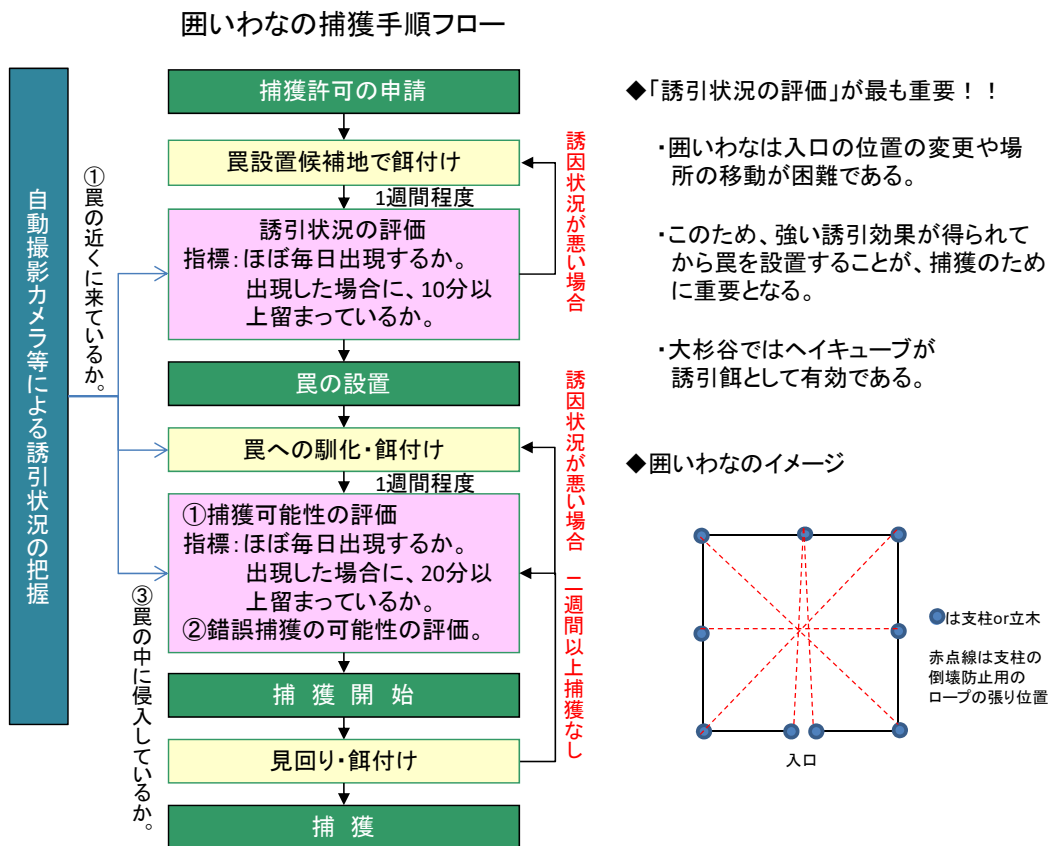 囲いわなの捕獲手順フロー
自動撮影カメラ等による誘引状況の把握
①罠の近くに来ているか。
③罠の中に侵入しているか。
捕獲許可の申請
罠設置候補地で餌付け
1週間程度
誘引状況の評価
指標：ほぼ毎日出現するか。
出現した場合に、10分以
上留まっているか。
誘因状況が悪い場合
罠の設置
罠への馴化・餌付け
1週間程度
①捕獲可能性の評価
指標：ほぼ毎日出現するか。
出現した場合に、20分以
上留まっているか。
②錯誤捕獲の可能性の評価。
誘因状況が悪い場合
二週間以上捕獲なし
捕 獲 開 始
見回り・餌付け
捕 獲
◆「誘引状況の評価」が最も重要！！
・囲いわなは入口の位置の変更や場
所の移動が困難である。
・このため、強い誘引効果が得られて
から罠を設置することが、捕獲のため
に重要となる。
・大杉谷ではヘイキューブが
誘引餌として有効である。
◆囲いわなのイメージ
は支柱or立木
赤点線は支柱の
倒壊防止用の
ロープの張り位置
入口